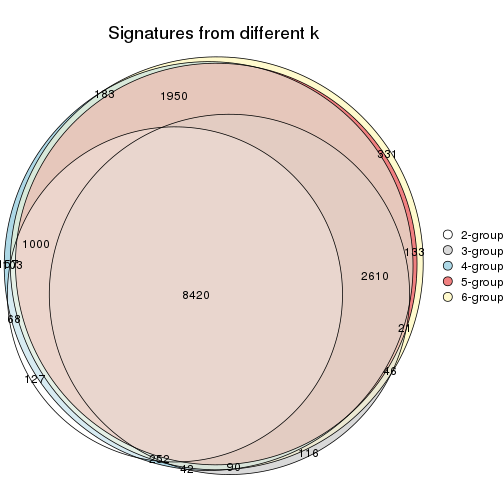 Signatures from different k
183
1950
331
1000
133
2610
103
8420
21
68
46
127
116
252
42
90
2-group
3-group
4-group
5-group
6-group